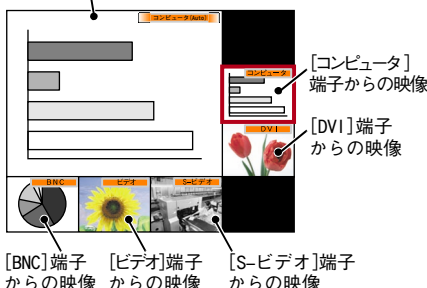 コンピュータ(Auto)
コンピュータ
[コンピュータ]
端子からの映像
DVI
[DVI]端子
からの映像
BNC
ビデオ
S-ビデオ
[BNC]端子
からの映像
[ビデオ]端子
からの映像
[S-ビデオ]端子
からの映像